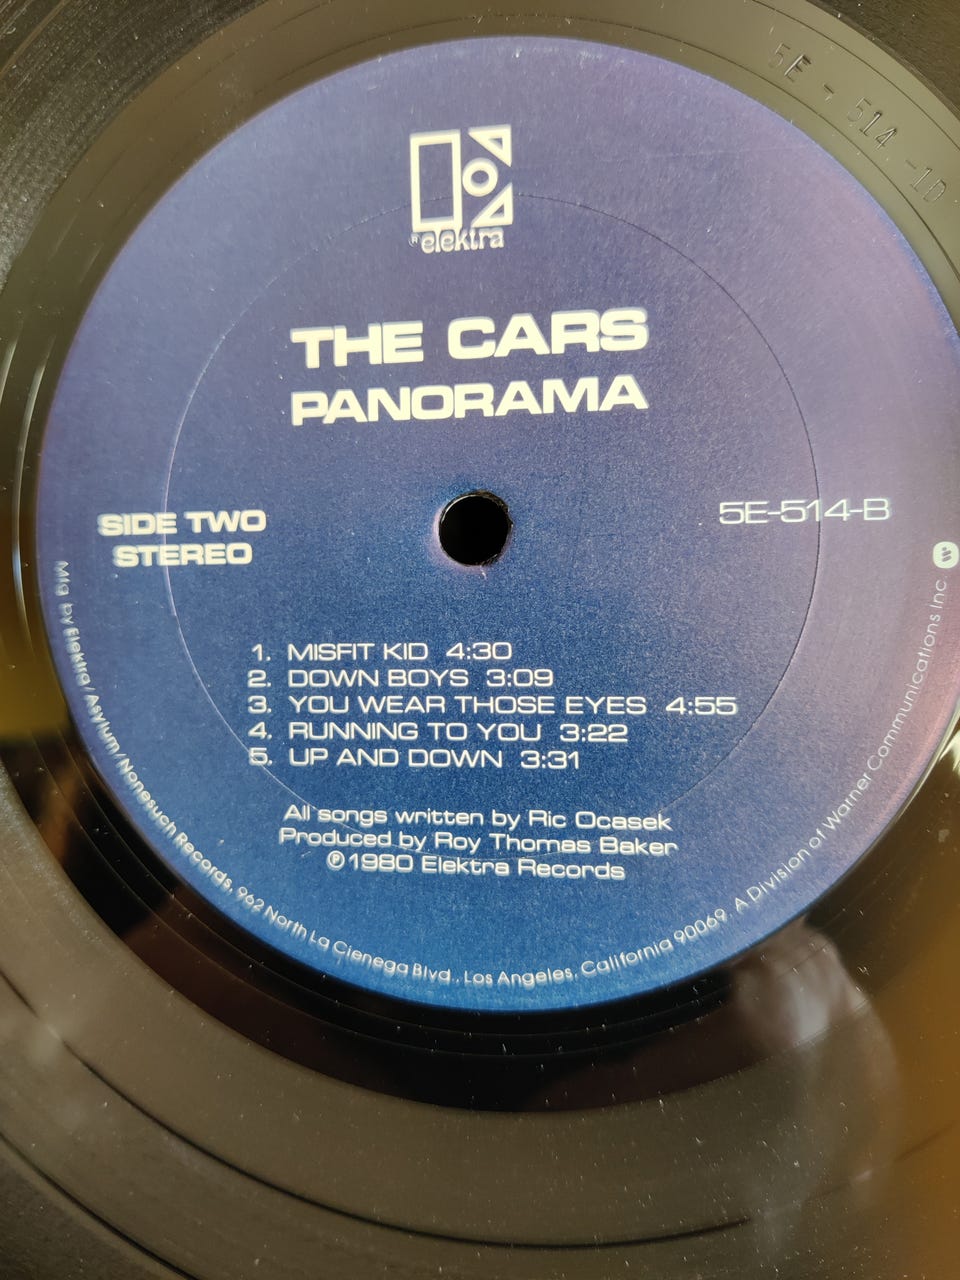 5E - 514 -1D
elektra
THE CARS
PANORAMA
SIDE TWO
STEREO
5E-514-B
1. MISFIT KID 4:30
2. DOWN BOYS 3:09
3. YOU WEAR THOSE EYES 4:55
4. RUNNING TO YOU 3:22
5. UP AND DOWN 3:31
All songs written by Ric Ocasek
Produced by Roy Thomas Baker
℗1980 Elektra Records
Mfg by Elektra/Asylum/Nonesuch Records, 962 North La Cienega Blvd., Los Angeles, California 90069. A Division of Warner Communications Inc.